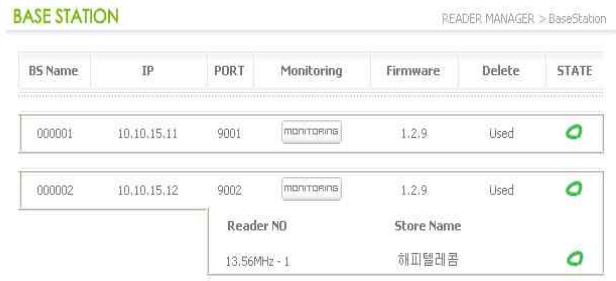 BASE STATION
READER MANAGER > BaseStation
BS Name IP PORT Monitoring Firmware Delete STATE
000001 10.10.15.11 9001 MONITORING 1.2.9 Used
000002 10.10.15.12 9002 MONITORING 1.2.9 Used
Reader NO Store Name
13.56MHz - 1 해피텔레콤